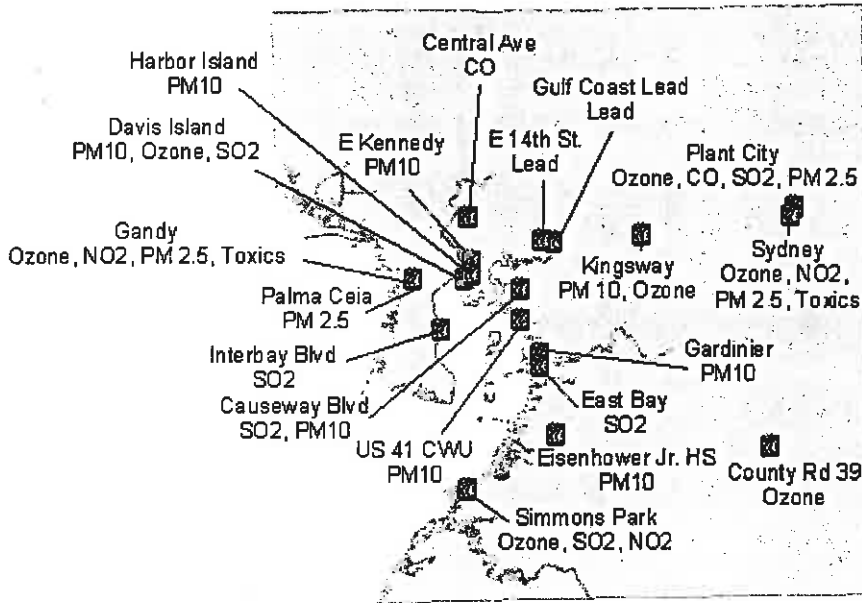 Central Ave
CO
Harbor Island
PM10
Gulf Coast Lead
Lead
Davis Island
PM10, Ozone, SO2
E Kennedy
PM10
E 14th St.
Lead
Plant City
Ozone, CO, SO2, PM 2.5
Gandy
Ozone, NO2, PM 2.5, Toxics
Kingsway
PM 10, Ozone
Sydney
Ozone, NO2,
PM 2.5, Toxics
Palma Ceia
PM 2.5
Interbay Blvd
SO2
Gardinier
PM10
Causeway Blvd
SO2, PM10
East Bay
SO2
US 41 CWU
PM10
Eisenhower Jr. HS
PM10
County Rd 39
Ozone
Simmons Park
Ozone, SO2, NO2